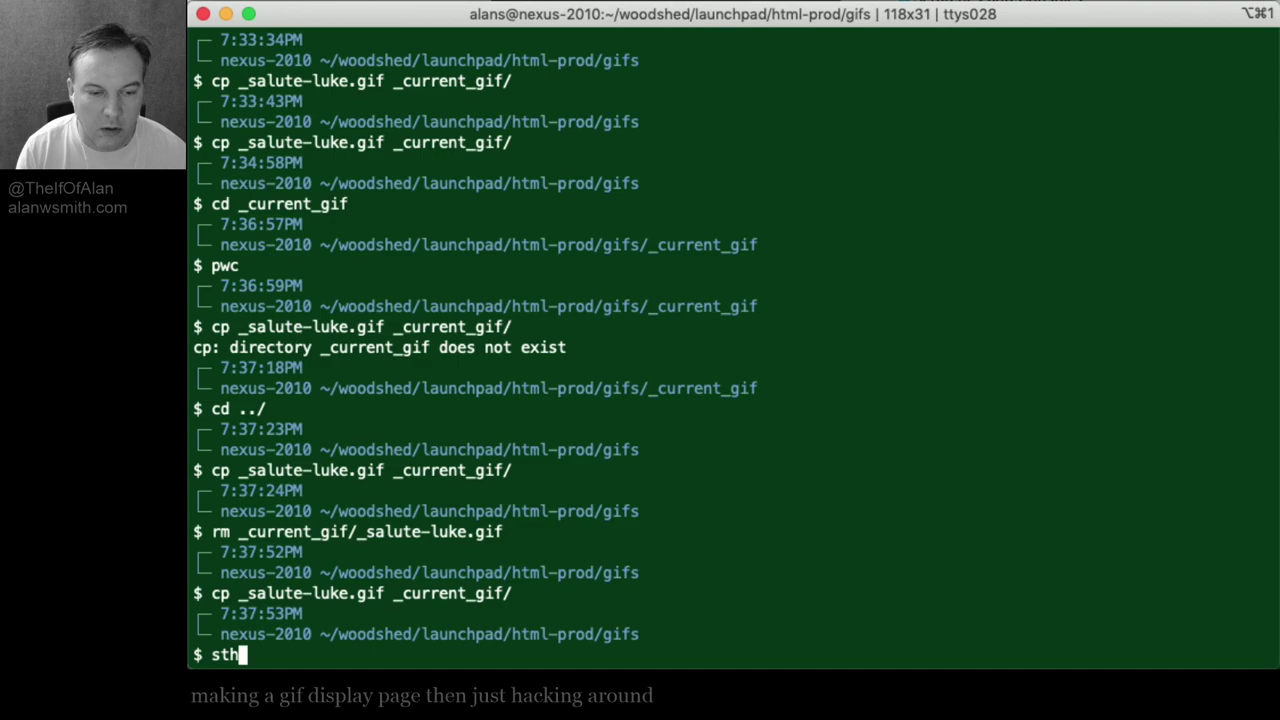 alans@nexus-2010:~/woodshed/launchpad/html-prod/gifs | 118x31 | ttys028
⌥⌘1
7:33:34PM
nexus-2010 ~/woodshed/launchpad/html-prod/gifs
$ cp _salute-luke.gif _current_gif/
7:33:43PM
nexus-2010 ~/woodshed/launchpad/html-prod/gifs
$ cp _salute-luke.gif _current_gif/
7:34:58PM
nexus-2010 ~/woodshed/launchpad/html-prod/gifs
$ cd _current_gif
7:36:57PM
nexus-2010 ~/woodshed/launchpad/html-prod/gifs/_current_gif
$ pwc
7:36:59PM
nexus-2010 ~/woodshed/launchpad/html-prod/gifs/_current_gif
$ cp _salute-luke.gif _current_gif/
cp: directory _current_gif does not exist
7:37:18PM
nexus-2010 ~/woodshed/launchpad/html-prod/gifs/_current_gif
$ cd ../
7:37:23PM
nexus-2010 ~/woodshed/launchpad/html-prod/gifs
$ cp _salute-luke.gif _current_gif/
7:37:24PM
nexus-2010 ~/woodshed/launchpad/html-prod/gifs
$ rm _current_gif/_salute-luke.gif
7:37:52PM
nexus-2010 ~/woodshed/launchpad/html-prod/gifs
$ cp _salute-luke.gif _current_gif/
7:37:53PM
nexus-2010 ~/woodshed/launchpad/html-prod/gifs
$ sth
@TheIfOfAlan
alanwsmith.com
making a gif display page then just hacking around